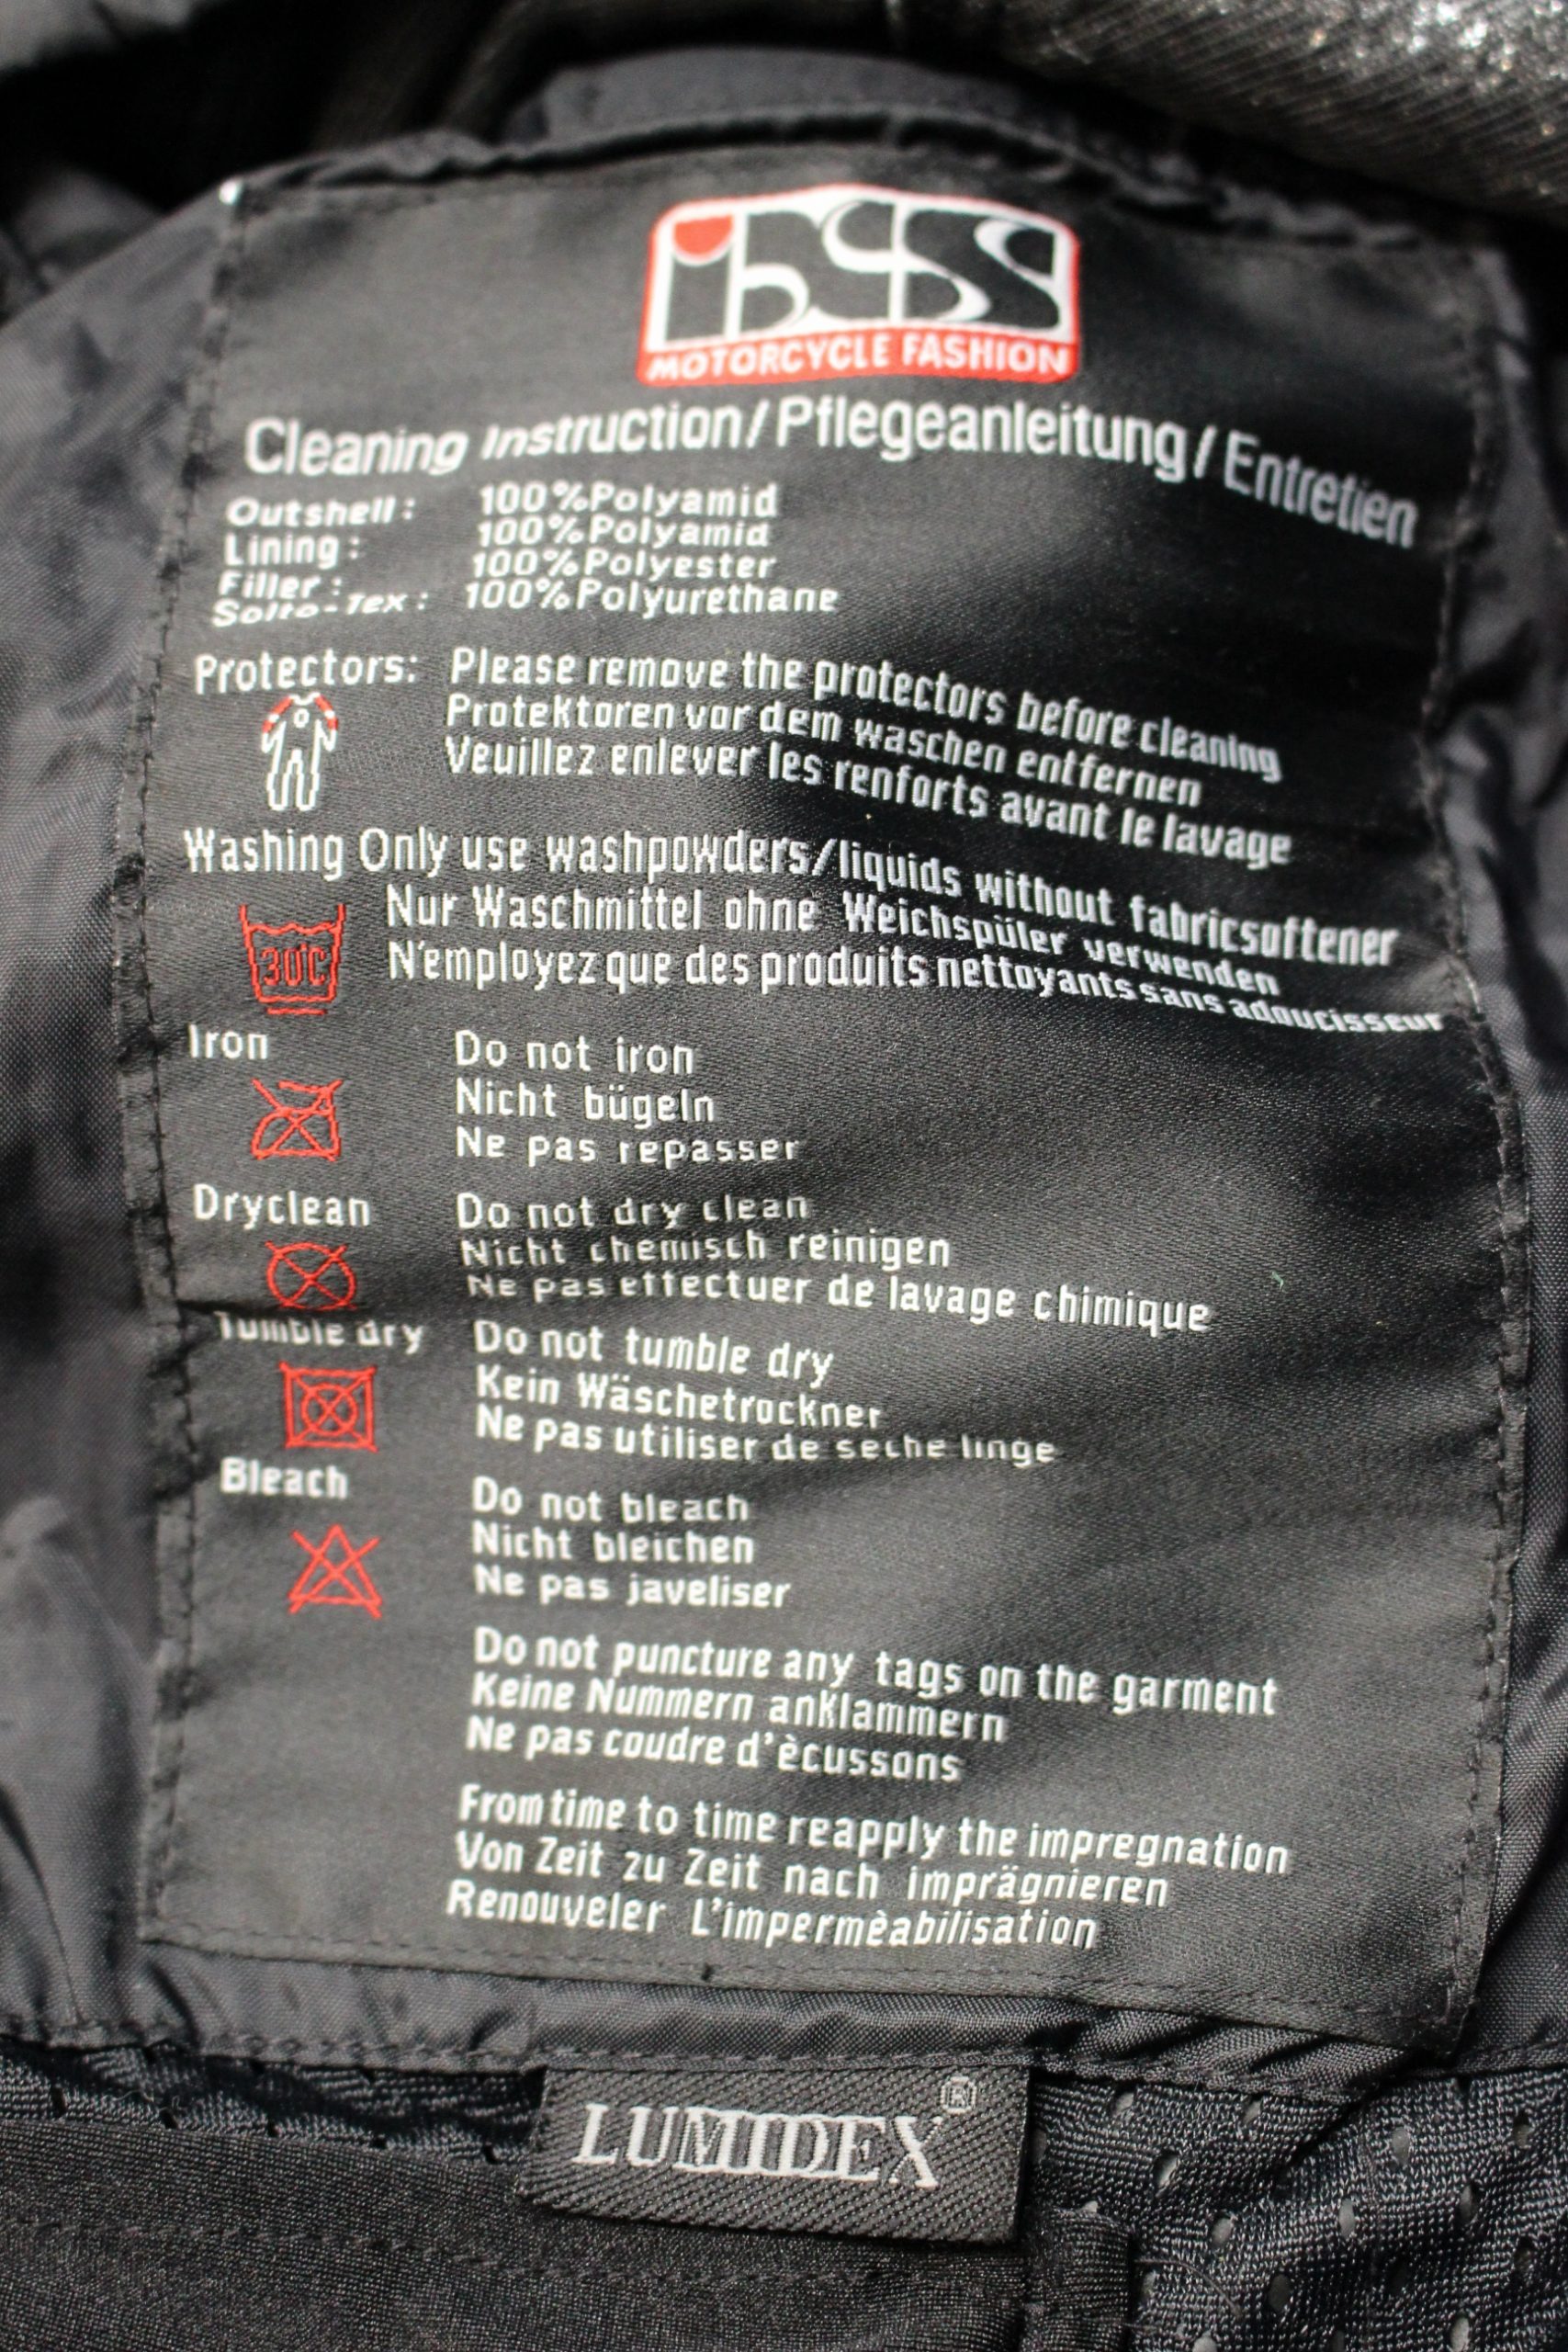 ixs
MOTORCYCLE FASHION
Cleaning Instruction/Pflegeanleitung/Entretien
Outshell: 100%Polyamid
Lining: 100%Polyamid
Filler: 100%Polyester
Solto-Tex: 100%Polyurethane
Protectors: Please remove the protectors before cleaning
Protektoren vor dem waschen entfernen
Veuillez enlever les renforts avant le lavage
Washing Only use washpowders/liquids without fabricsoftener
Nur Waschmittel ohne Weichspüler verwenden
30°C N'employez que des produits nettoyants sans adoucisseur
Iron Do not iron
Nicht bügeln
Ne pas repasser
Dryclean Do not dry clean
Nicht chemisch reinigen
Ne pas effectuer de lavage chimique
Tumble dry Do not tumble dry
Kein Wäschetrockner
Ne pas utiliser de seche linge
Bleach Do not bleach
Nicht bleichen
Ne pas javeliser
Do not puncture any tags on the garment
Keine Nummern anklammern
Ne pas coudre d'ècussons
From time to time reapply the impregnation
Von Zeit zu Zeit nach imprägnieren
Renouveler L'impermèabilisation
LUMIDEX®